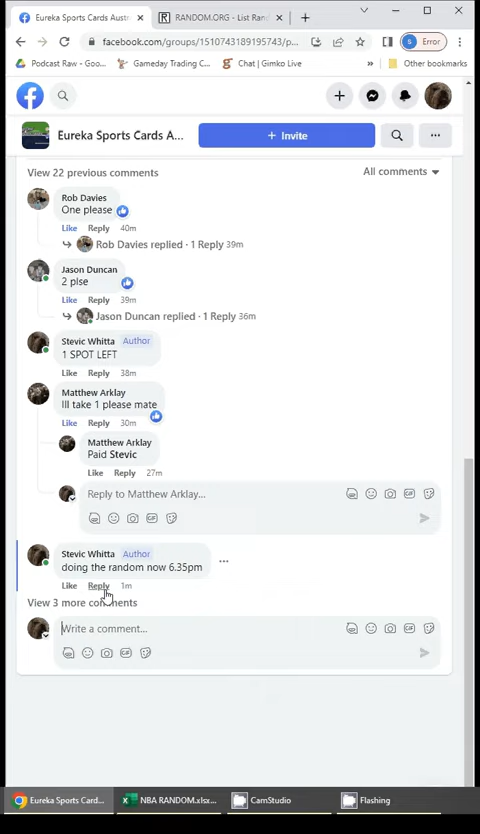 Eureka Sports Cards Austr
RANDOM.ORG - List Ran
facebook.com/groups/1510743189195743/p...
S
Error
Podcast Raw - Goo...
Gameday Trading C...
Chat | Gimko Live
»
Other bookmarks
Eureka Sports Cards A...
+ Invite
View 22 previous comments
All comments
Rob Davies
One please
Like Reply 40m
Rob Davies replied · 1 Reply 39m
Jason Duncan
2 plse
Like Reply 39m
Jason Duncan replied · 1 Reply 36m
Stevic Whitta Author
1 SPOT LEFT
Like Reply 38m
Matthew Arklay
Ill take 1 please mate
Like Reply 30m
Matthew Arklay
Paid Stevic
Like Reply 27m
Reply to Matthew Arklay...
GIF
GIF
Stevic Whitta Author
doing the random now 6.35pm
Like Reply 1m
View 3 more comments
Write a comment...
GIF
GIF
Eureka Sports Card...
NBA RANDOM.xlsx...
CamStudio
Flashing